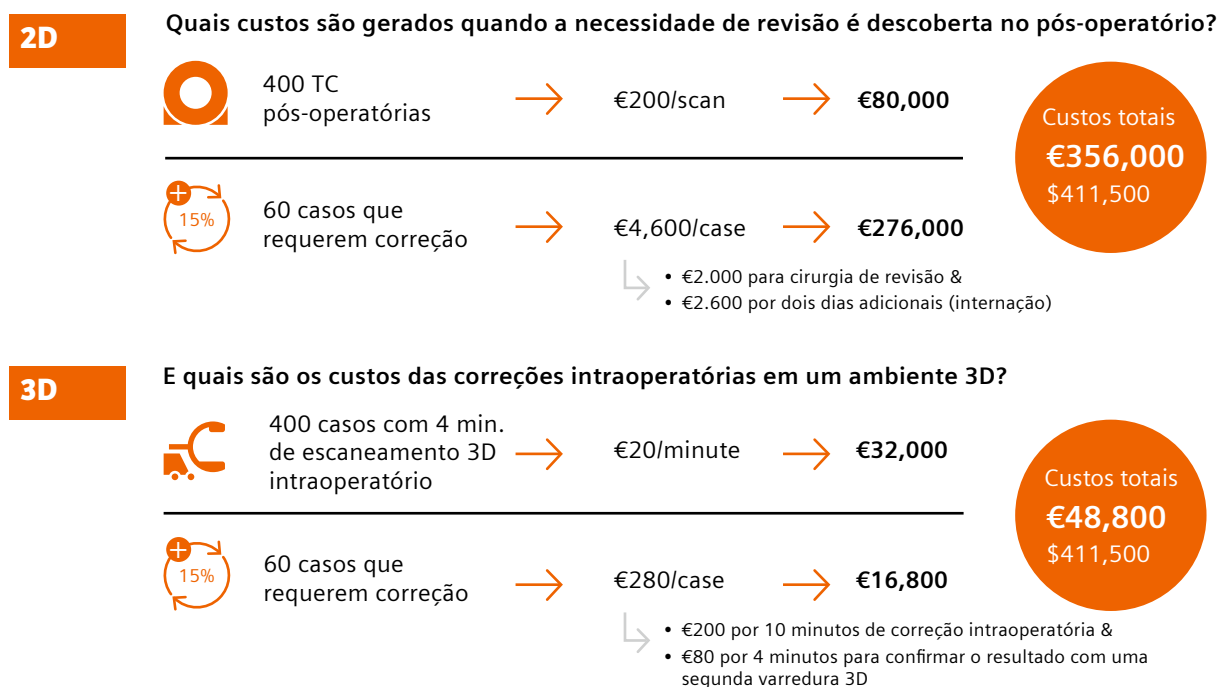 2D
Quais custos são gerados quando a necessidade de revisão é descoberta no pós-operatório?
400 TC
pós-operatórias
€200/scan
€80,000
Custos totais
€356,000
$411,500
15%
60 casos que
requerem correção
€4,600/case
€276,000
• €2.000 para cirurgia de revisão &
• €2.600 por dois dias adicionais (internação)
3D
E quais são os custos das correções intraoperatórias em um ambiente 3D?
400 casos com 4 min.
de escaneamento 3D
intraoperatório
€20/minute
€32,000
Custos totais
€48,800
$411,500
15%
60 casos que
requerem correção
€280/case
€16,800
• €200 por 10 minutos de correção intraoperatória &
• €80 por 4 minutos para confirmar o resultado com uma
segunda varredura 3D